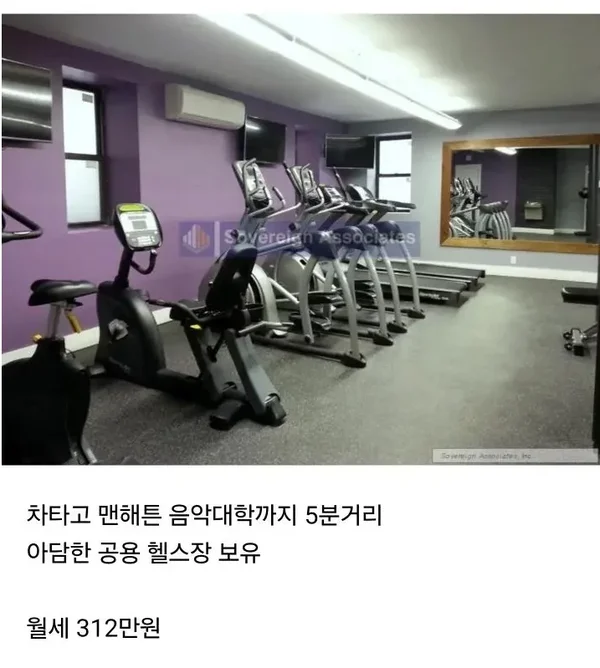 Sovereign Associates
Sovereign Associates, Inc.
차타고 맨해튼 음악대학까지 5분거리
아담한 공용 헬스장 보유
월세 312만원